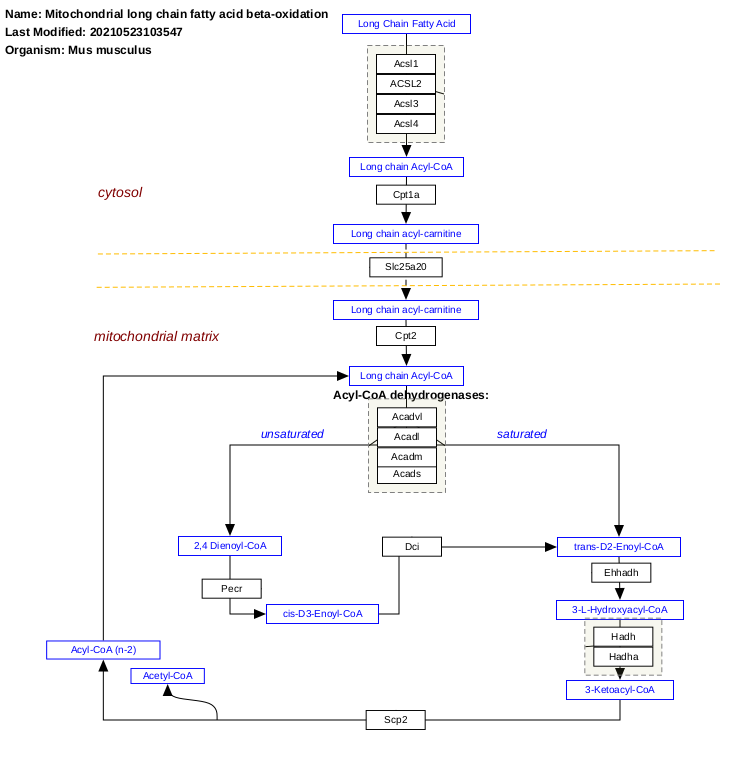 Name: Mitochondrial long chain fatty acid beta-oxidation
Last Modified: 20210523103547
Organism: Mus musculus
Long Chain Fatty Acid
Acsl1
ACSL2
Acsl3
Acsl4
Long chain Acyl-CoA
Cpt1a
cytosol
Long chain acyl-carnitine
Slc25a20
Long chain acyl-carnitine
mitochondrial matrix
Cpt2
Long chain Acyl-CoA
Acyl-CoA dehydrogenases:
Acadvl
unsaturated
Acadl
saturated
Acadm
Acads
2,4 Dienoyl-CoA
Dci
trans-D2-Enoyl-CoA
Pecr
Ehhadh
cis-D3-Enoyl-CoA
3-L-Hydroxyacyl-CoA
Hadh
Acyl-CoA (n-2)
Hadha
Acetyl-CoA
3-Ketoacyl-CoA
Scp2